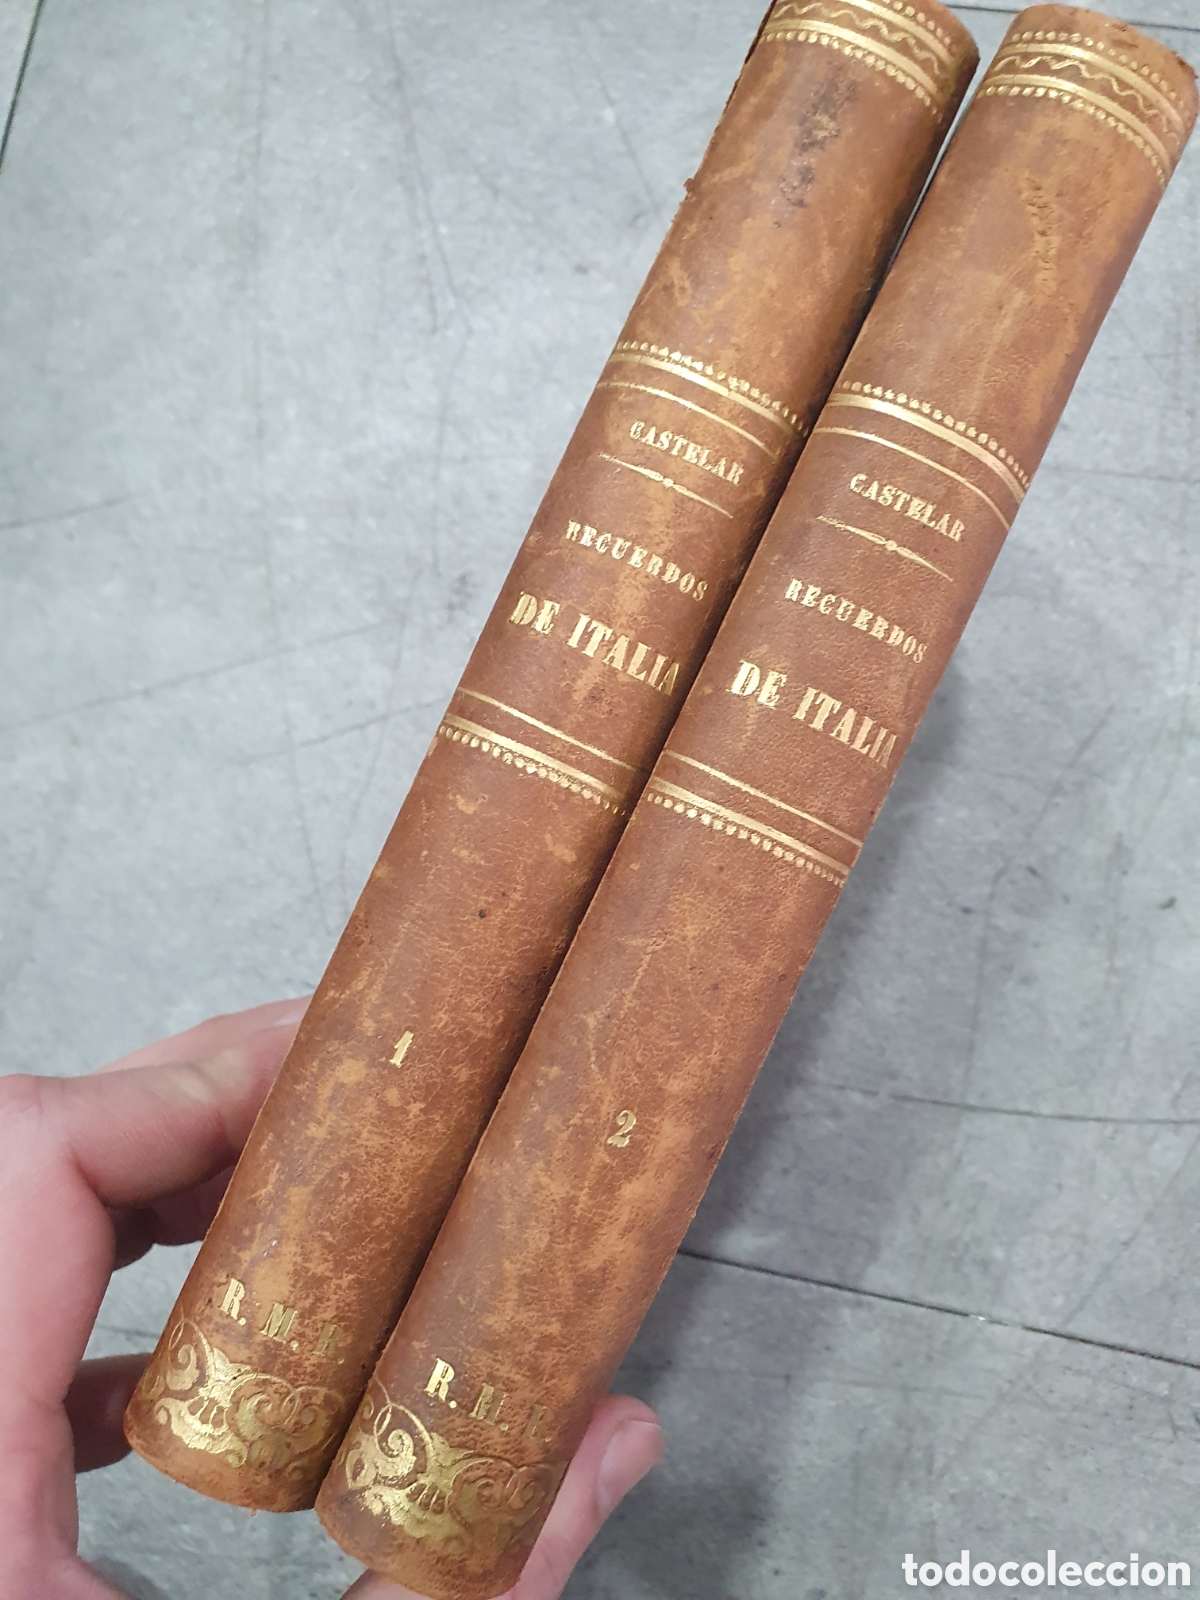 CASTELAR
RECUERDOS
DE ITALIA
1
R. M. R.
CASTELAR
RECUERDOS
DE ITALIA
2
R. M. R.
todocoleccion